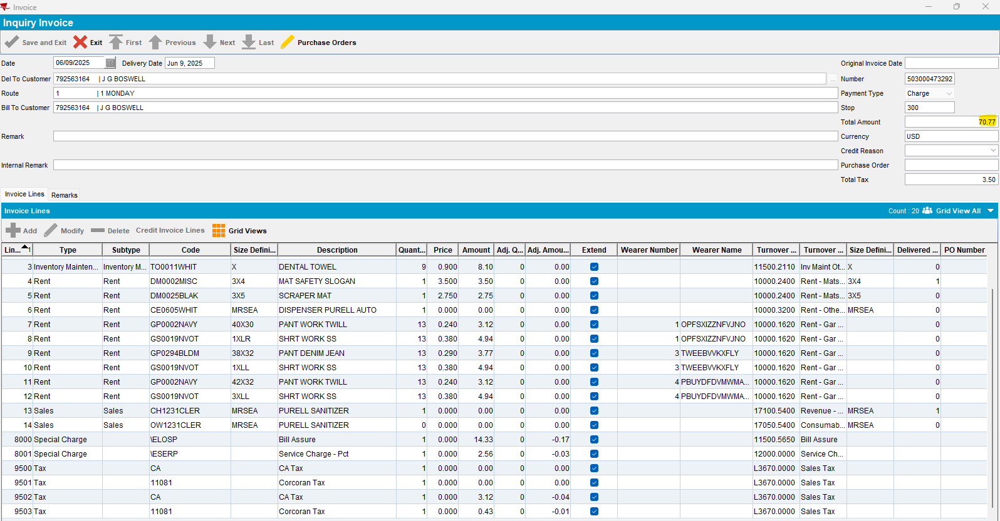 Invoice
Inquiry Invoice
Save and Exit Exit First Previous Next Last Purchase Orders
Date 06/09/2025 Delivery Date Jun 9, 2025 Original Invoice Date
Del To Customer 792563164 | J G BOSWELL ... Number 503000473292
Route 1 | 1 MONDAY Payment Type Charge
Bill To Customer 792563164 | J G BOSWELL Stop 300
Total Amount 70.77
Remark Currency USD
Credit Reason
Internal Remark Purchase Order
Total Tax 3.50
Invoice Lines Remarks
Invoice Lines Count : 20 Grid View All
Add Modify Delete Credit Invoice Lines Grid Views
Lin... 1 Type Subtype Code Size Defini... Description Quant... Price Amount Adj. Q... Adj. Amou... Extend Wearer Number Wearer Name Turnover ... Turnover ... Size Defini... Delivered ... PO Number
3 Inventory Mainten... Inventory M... TO0011WHIT X DENTAL TOWEL 9 0.900 8.10 0 0.00 11500.2110 Inv Maint Ot... X 0
4 Rent Rent DM0002MISC 3X4 MAT SAFETY SLOGAN 1 3.500 3.50 0 0.00 10000.2400 Rent - Mats... 3X4 1
5 Rent Rent DM0025BLAK 3X5 SCRAPER MAT 1 2.750 2.75 0 0.00 10000.2400 Rent - Mats... 3X5 0
6 Rent Rent CE0605WHIT MRSEA DISPENSER PURELL AUTO 1 0.000 0.00 0 0.00 10000.3200 Rent - Othe... MRSEA 0
7 Rent Rent GP0002NAVY 40X30 PANT WORK TWILL 13 0.240 3.12 0 0.00 1 OPFSXIZZNFVJNO 10000.1620 Rent - Gar ... 0
8 Rent Rent GS0019NVOT 1XLR SHRT WORK SS 13 0.380 4.94 0 0.00 1 OPFSXIZZNFVJNO 10000.1620 Rent - Gar ... 0
9 Rent Rent GP0294BLDM 38X32 PANT DENIM JEAN 13 0.290 3.77 0 0.00 3 TWEEBVVKXFLY 10000.1620 Rent - Gar ... 0
10 Rent Rent GS0019NVOT 1XLL SHRT WORK SS 13 0.380 4.94 0 0.00 3 TWEEBVVKXFLY 10000.1620 Rent - Gar ... 0
11 Rent Rent GP0002NAVY 42X32 PANT WORK TWILL 13 0.240 3.12 0 0.00 4 PBUYDFDVMWMA... 10000.1620 Rent - Gar ... 0
12 Rent Rent GS0019NVOT 3XLL SHRT WORK SS 13 0.380 4.94 0 0.00 4 PBUYDFDVMWMA... 10000.1620 Rent - Gar ... 0
13 Sales Sales CH1231CLER MRSEA PURELL SANITIZER 1 0.000 0.00 0 0.00 17100.5400 Revenue - ... MRSEA 1
14 Sales Sales OW1231CLER MRSEA PURELL SANITIZER 0 0.000 0.00 0 0.00 17050.5400 Consumab... MRSEA 0
8000 Special Charge \ELOSP Bill Assure 1 0.000 14.33 0 -0.17 11500.5650 Bill Assure
8001 Special Charge \ESERP Service Charge - Pct 1 0.000 2.56 0 -0.03 12000.0000 Service Ch...
9500 Tax CA CA Tax 1 0.000 0.00 0 0.00 L3670.0000 Sales Tax
9501 Tax 11081 Corcoran Tax 1 0.000 0.00 0 0.00 L3670.0000 Sales Tax
9502 Tax CA CA Tax 1 0.000 3.12 0 -0.04 L3670.0000 Sales Tax
9503 Tax 11081 Corcoran Tax 1 0.000 0.43 0 -0.01 L3670.0000 Sales Tax